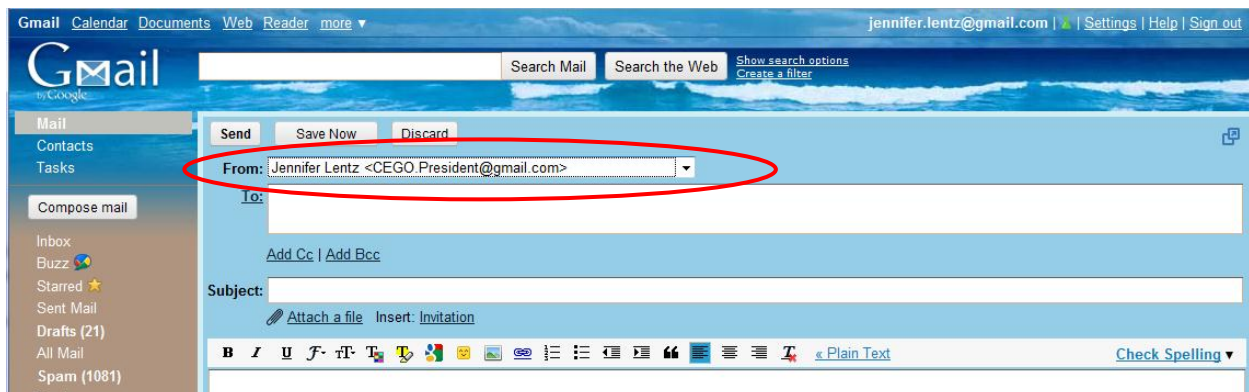 Gmail Calendar Documents Web Reader more ▼ jennifer.lentz@gmail.com | | Settings | Help | Sign out
Gmail
by Google
Search Mail Search the Web Show search options
Create a filter
Mail
Contacts
Tasks
Compose mail
Inbox
Buzz
Starred
Sent Mail
Drafts (21)
All Mail
Spam (1081)
Send Save Now Discard
From: Jennifer Lentz <CEGO.President@gmail.com>
To:
Add Cc | Add Bcc
Subject:
Attach a file Insert: Invitation
B I U « Plain Text Check Spelling ▼